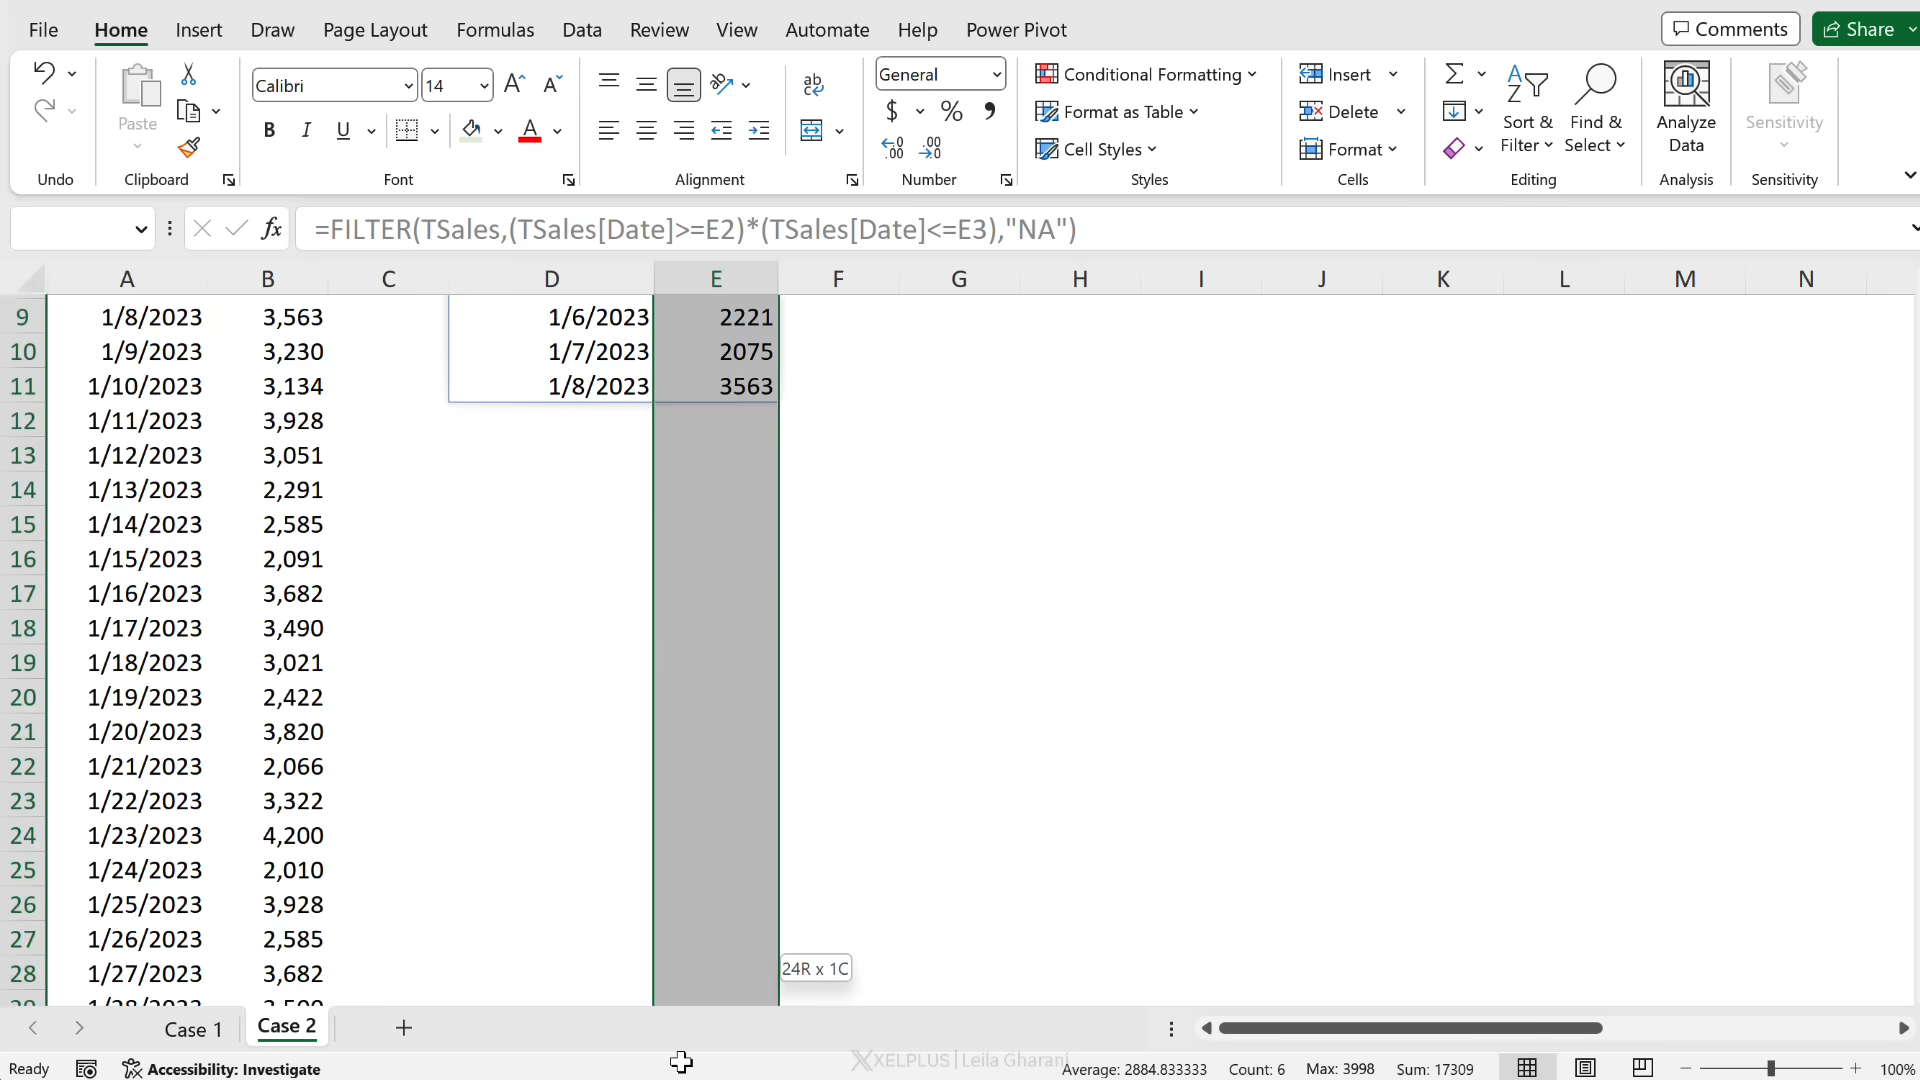 File Home Insert Draw Page Layout Formulas Data Review View Automate Help Power Pivot Comments Share
Paste
Calibri 14
B I U A
ab
General
$ % ,
Conditional Formatting
Format as Table
Cell Styles
Insert
Delete
Format
Sort & Filter
Find & Select
Analyze Data
Sensitivity
Undo Clipboard Font Alignment Number Styles Cells Editing Analysis Sensitivity
fx =FILTER(TSales,(TSales[Date]>=E2)*(TSales[Date]<=E3),"NA")
A B C D E F G H I J K L M N
9 1/8/2023 3,563 1/6/2023 2221
10 1/9/2023 3,230 1/7/2023 2075
11 1/10/2023 3,134 1/8/2023 3563
12 1/11/2023 3,928
13 1/12/2023 3,051
14 1/13/2023 2,291
15 1/14/2023 2,585
16 1/15/2023 2,091
17 1/16/2023 3,682
18 1/17/2023 3,490
19 1/18/2023 3,021
20 1/19/2023 2,422
21 1/20/2023 3,820
22 1/21/2023 2,066
23 1/22/2023 3,322
24 1/23/2023 4,200
25 1/24/2023 2,010
26 1/25/2023 3,928
27 1/26/2023 2,585
28 1/27/2023 3,682
24R x 1C
Case 1 Case 2
Ready Accessibility: Investigate XELPLUS | Leila Gharani Average: 2884.833333 Count: 6 Max: 3998 Sum: 17309 100%